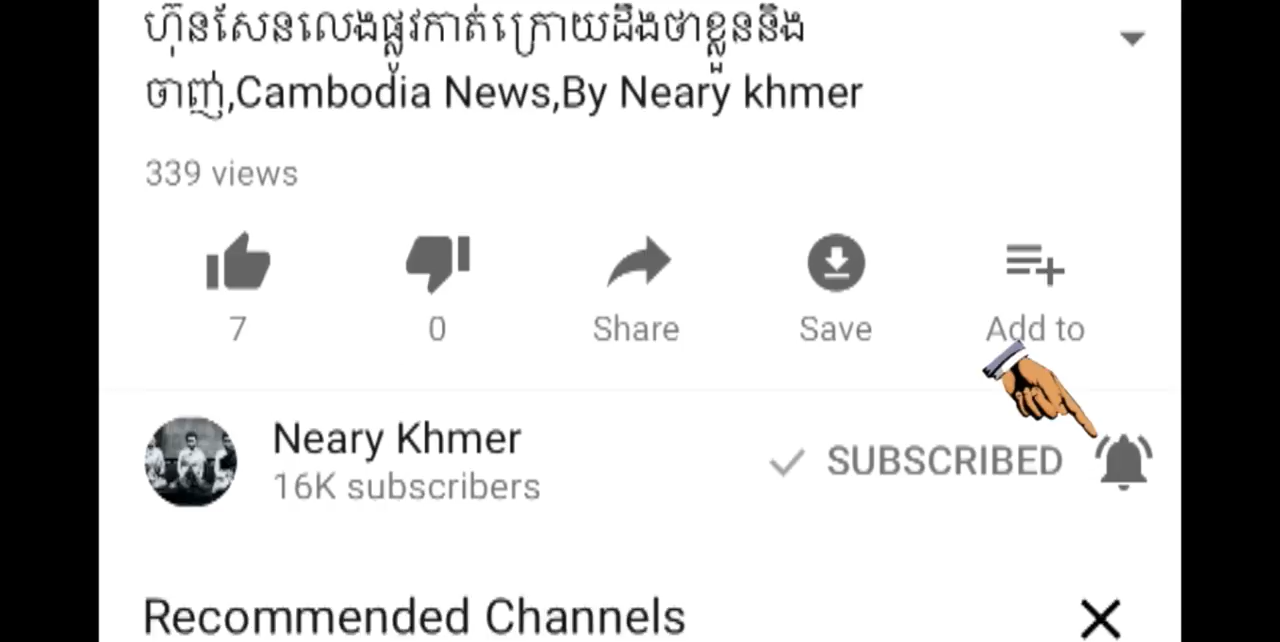 ហ៊ុនសែនលេងផ្លូវកាត់ក្រោយដឹងថាខ្លួននឹង
ចាញ់,Cambodia News,By Neary khmer
339 views
7
0
Share
Save
Add to
Neary Khmer
SUBSCRIBED
16K subscribers
Recommended Channels